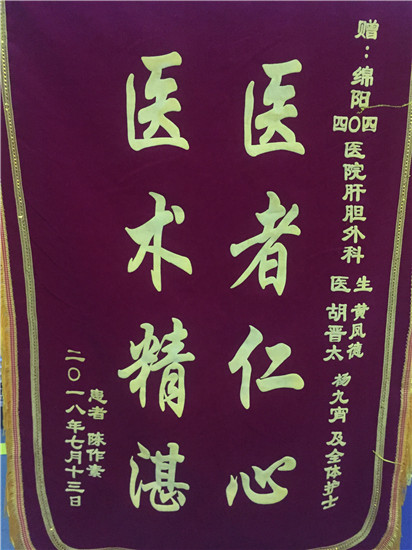 赠：绵阳四〇四医院肝胆外科医生黄凤德胡晋太杨九宵及全体护士
医者仁心
医术精湛
患者 陈作素
二〇一八年七月十三日